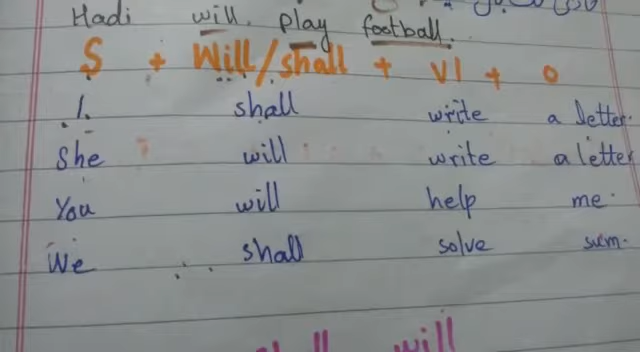 Hadi will play football.
S + Will/shall + V1 + o
I shall write a letter.
She will write a letter
You will help me.
We shall solve sum.
will